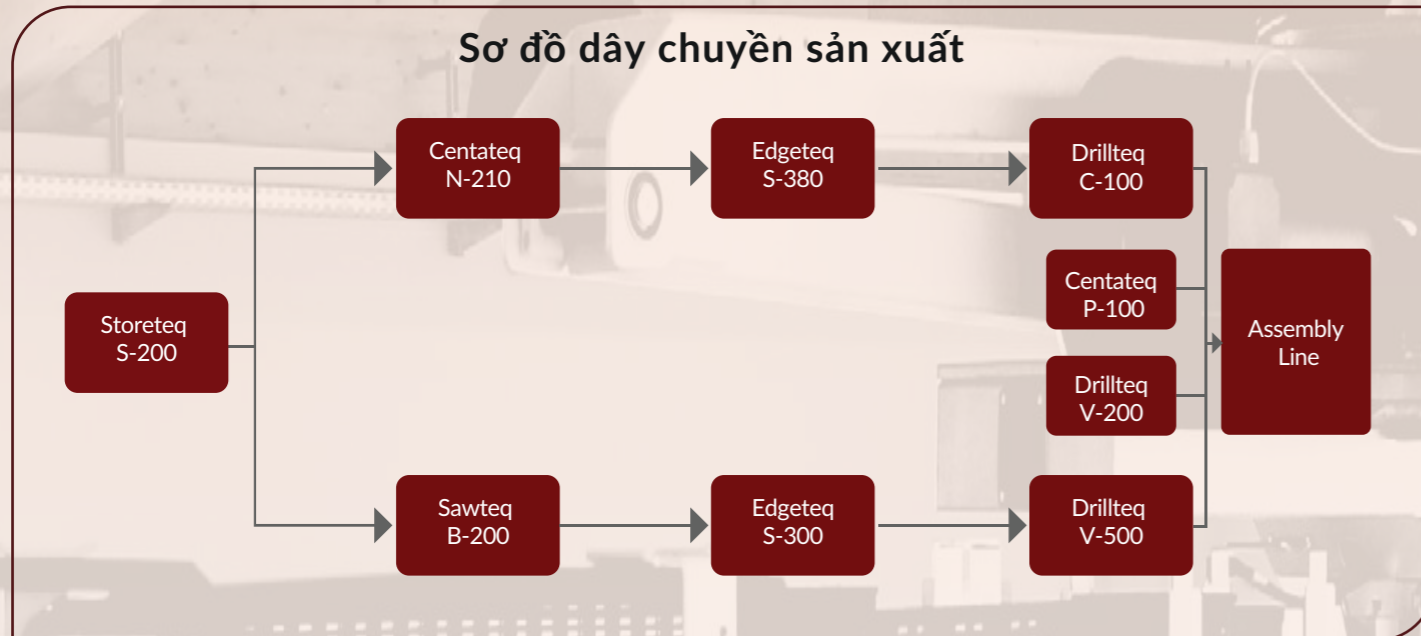 Sơ đồ dây chuyền sản xuất
Centateq
N-210
Edgeteq
S-380
Drillteq
C-100
Centateq
P-100
Storeteq
S-200
Assembly
Line
Drillteq
V-200
Sawteq
B-200
Edgeteq
S-300
Drillteq
V-500